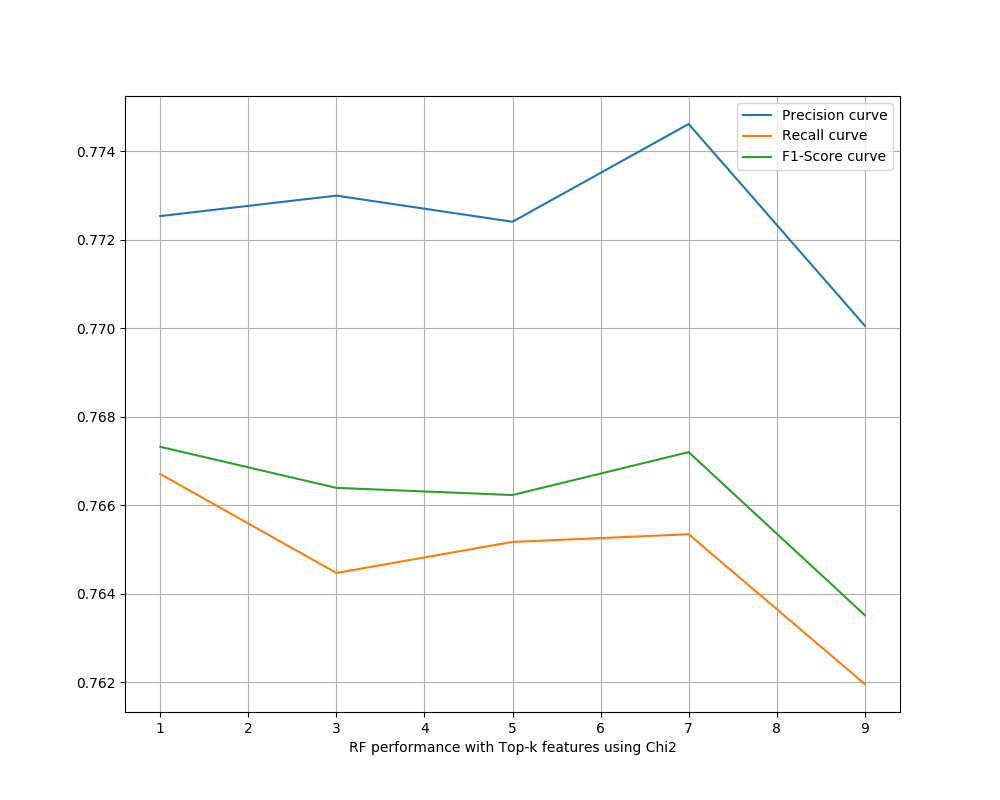 Precision curve
Recall curve
F1-Score curve
0.774
0.772
0.770
0.768
0.766
0.764
0.762
1 2 3 4 5 6 7 8 9
RF performance with Top-k features using Chi2